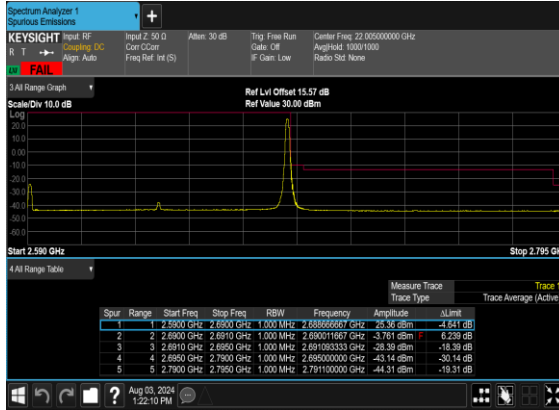 Spectrum Analyzer 1
Spurious Emissions
KEYSIGHT Input: RF Input Z: 50 Ω Atten: 30 dB Trig: Free Run Center Freq: 22.005000000 GHz
R T Coupling: DC Corr CCorr Gate: Off Avg|Hold: 1000/1000
Align: Auto Freq Ref: Int (S) IF Gain: Low Radio Std: None
FAIL
3 All Range Graph
Ref Lvl Offset 15.57 dB
Scale/Div 10.0 dB Ref Value 30.00 dBm
Log
20.0
10.0
0.00
-10.0
-20.0
-30.0
-40.0
-50.0
-60.0
Start 2.590 GHz Stop 2.795 GH
4 All Range Table
Measure Trace Trace 1
Trace Type Trace Average (Active
Spur Range Start Freq Stop Freq RBW Frequency Amplitude ΔLimit
1 1 2.5900 GHz 2.6900 GHz 1.000 MHz 2.688666667 GHz 25.36 dBm -4.641 dB
2 2 2.6900 GHz 2.6910 GHz 1.000 MHz 2.690011667 GHz -3.761 dBm F 6.239 dB
3 3 2.6910 GHz 2.6950 GHz 1.000 MHz 2.691093333 GHz -28.39 dBm -18.39 dB
4 4 2.6950 GHz 2.7900 GHz 1.000 MHz 2.695000000 GHz -43.14 dBm -30.14 dB
5 5 2.7900 GHz 2.7950 GHz 1.000 MHz 2.791100000 GHz -44.31 dBm -19.31 dB
Aug 03, 2024
1:22:10 PM